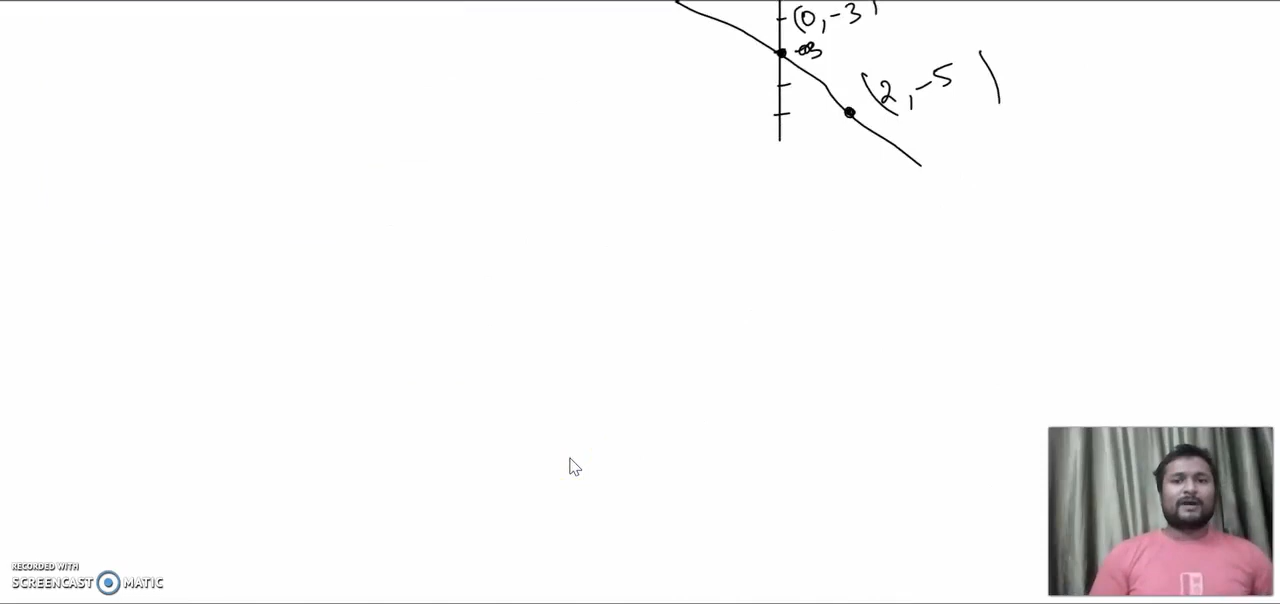 (0,-3)
(2,-5)
RECORDED WITH
SCREENCAST MATIC